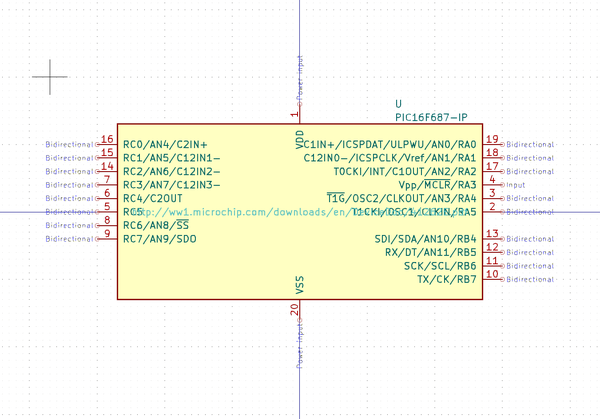 Power input
U
PIC16F687-IP
1
VDD
Bidirectional 16 RC0/AN4/C2IN+
Bidirectional 15 RC1/AN5/C12IN1-
Bidirectional 14 RC2/AN6/C12IN2-
Bidirectional 7 RC3/AN7/C12IN3-
Bidirectional 6 RC4/C2OUT
Bidirectional 5 RC5
Bidirectional 8 RC6/AN8/SS
Bidirectional 9 RC7/AN9/SDO
http://ww1.microchip.com/downloads/en/
C1IN+/ICSPDAT/ULPWU/AN0/RA0 19 Bidirectional
C12IN0-/ICSPCLK/Vref/AN1/RA1 18 Bidirectional
T0CKI/INT/C1OUT/AN2/RA2 17 Bidirectional
Vpp/MCLR/RA3 4 Input
T1G/OSC2/CLKOUT/AN3/RA4 3 Bidirectional
T1CKI/OSC1/CLKIN/RA5 2 Bidirectional
SDI/SDA/AN10/RB4 13 Bidirectional
RX/DT/AN11/RB5 12 Bidirectional
SCK/SCL/RB6 11 Bidirectional
TX/CK/RB7 10 Bidirectional
VSS
20
Power input